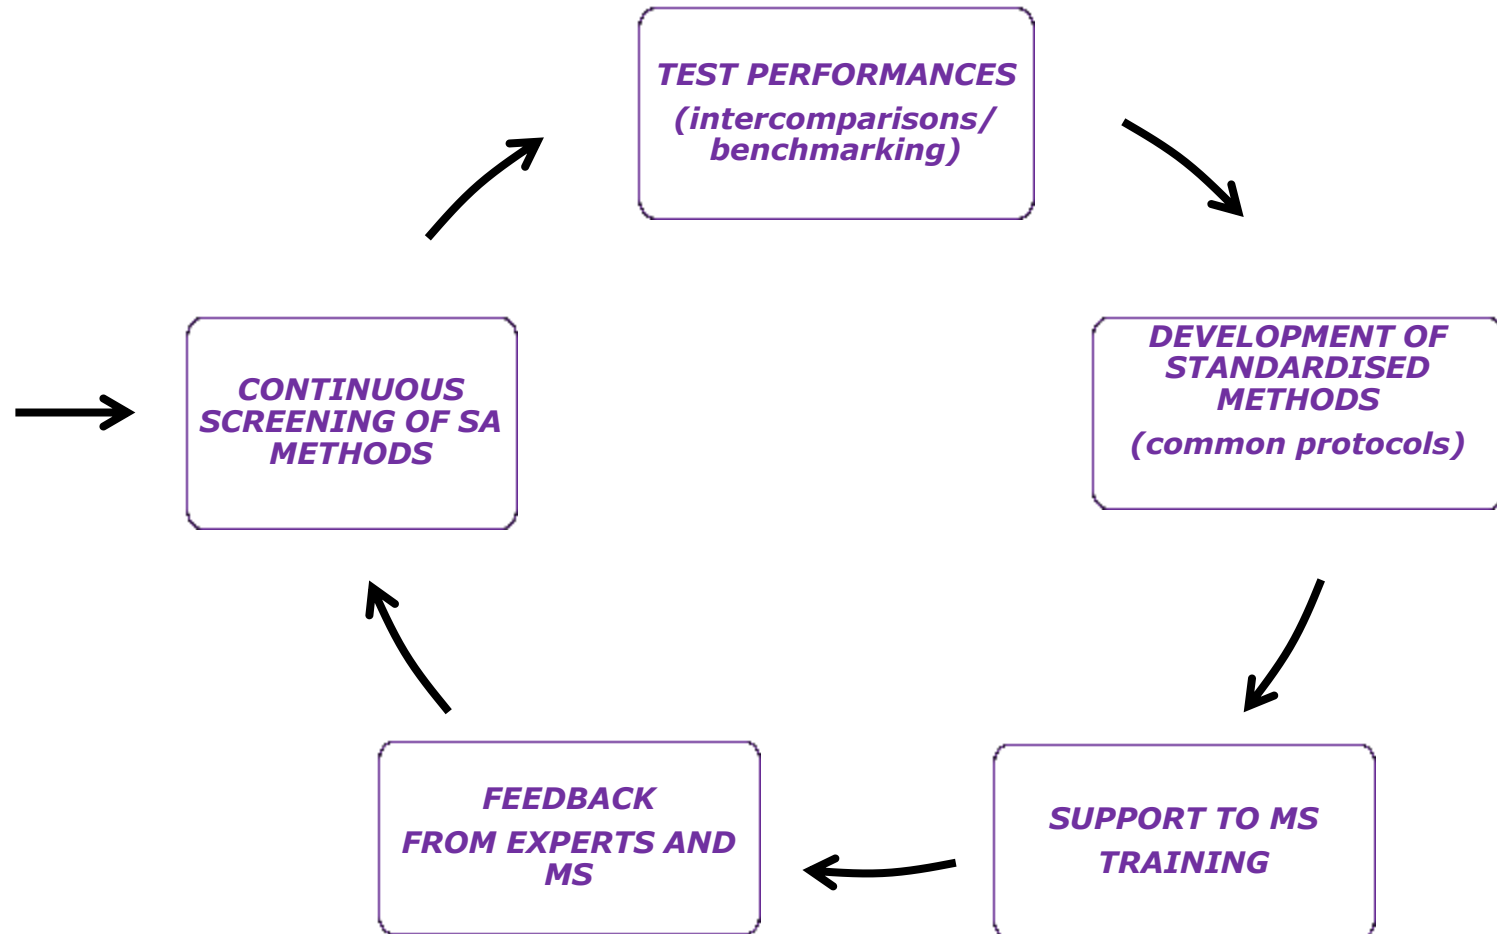 TEST PERFORMANCES
(intercomparisons/
benchmarking)
DEVELOPMENT OF
STANDARDISED
METHODS
(common protocols)
CONTINUOUS
SCREENING OF SA
METHODS
FEEDBACK
FROM EXPERTS AND
MS
SUPPORT TO MS
TRAINING